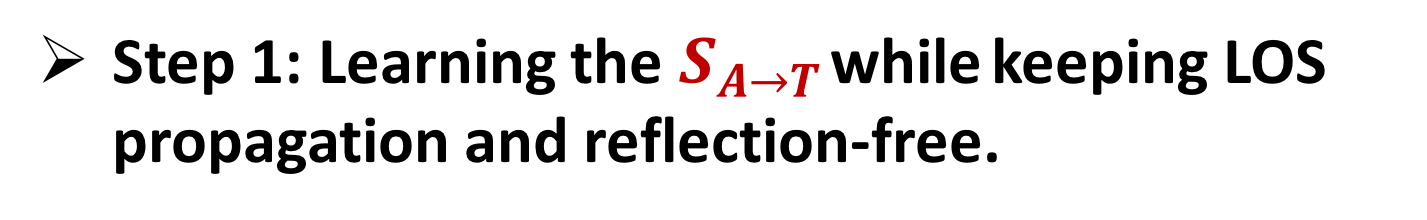 ➢ Step 1: Learning the S_{A→T} while keeping LOS
propagation and reflection-free.